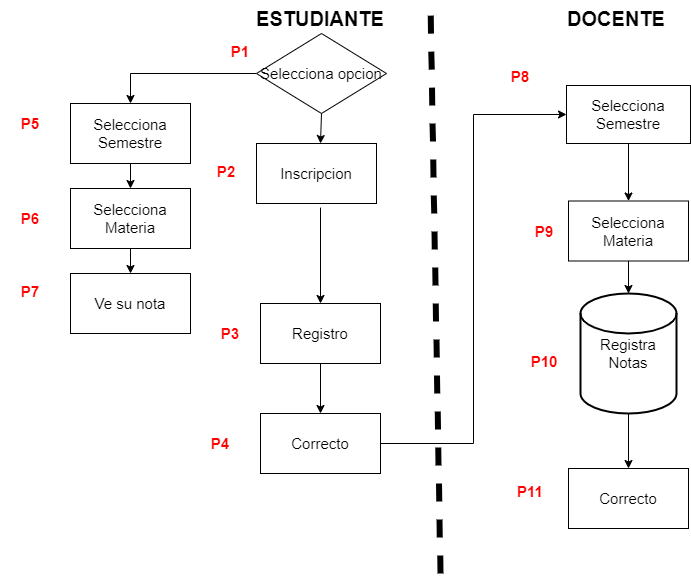 ESTUDIANTE
DOCENTE
P1
Selecciona opcion
P5
Selecciona
Semestre
P2
Inscripcion
P6
Selecciona
Materia
P7
Ve su nota
P3
Registro
P4
Correcto
P8
Selecciona
Semestre
P9
Selecciona
Materia
P10
Registra
Notas
P11
Correcto